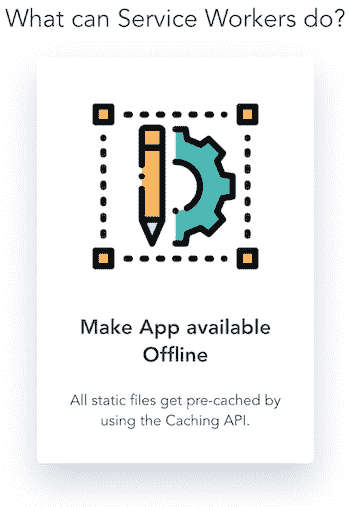 What can Service Workers do?
Make App available
Offline
All static files get pre-cached by
using the Caching API.